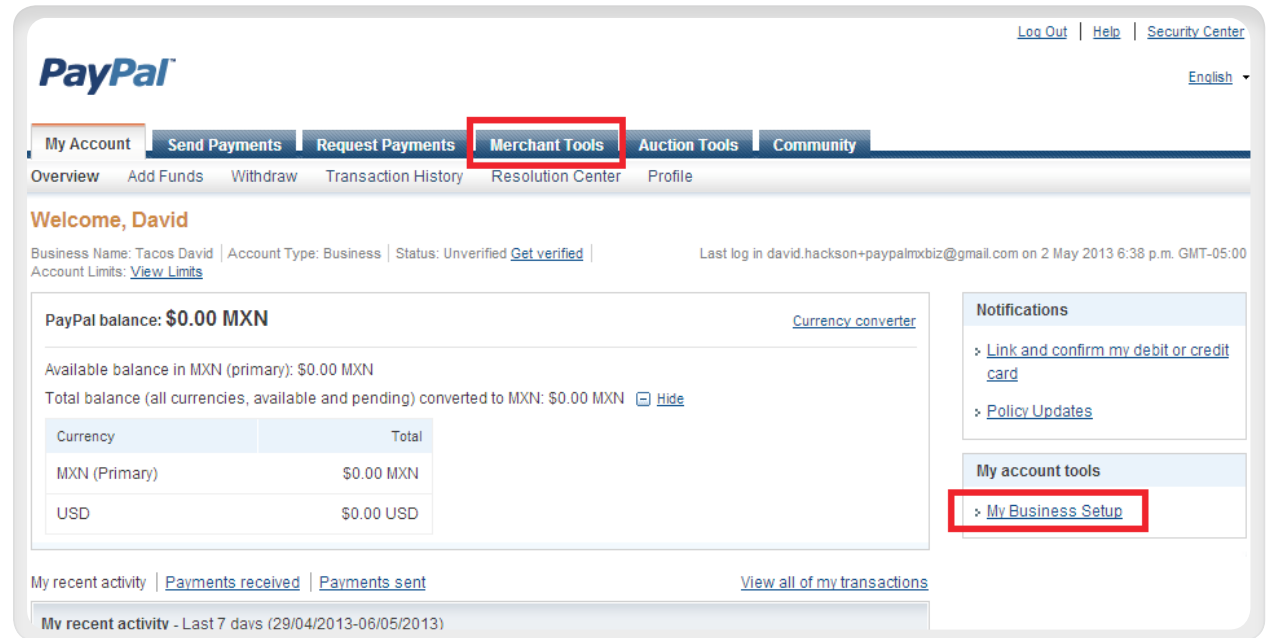 Log Out | Help | Security Center
PayPal™
English
My Account Send Payments Request Payments Merchant Tools Auction Tools Community
Overview Add Funds Withdraw Transaction History Resolution Center Profile
Welcome, David
Business Name: Tacos David | Account Type: Business | Status: Unverified Get verified |
Account Limits: View Limits
Last log in david.hackson+paypalmxbiz@gmail.com on 2 May 2013 6:38 p.m. GMT-05:00
PayPal balance: $0.00 MXN
Currency converter
Available balance in MXN (primary): $0.00 MXN
Total balance (all currencies, available and pending) converted to MXN: $0.00 MXN Hide
Currency Total
MXN (Primary) $0.00 MXN
USD $0.00 USD
Notifications
Link and confirm my debit or credit
card
Policy Updates
My account tools
My Business Setup
My recent activity | Payments received | Payments sent
View all of my transactions
My recent activity - Last 7 days (29/04/2013-06/05/2013)